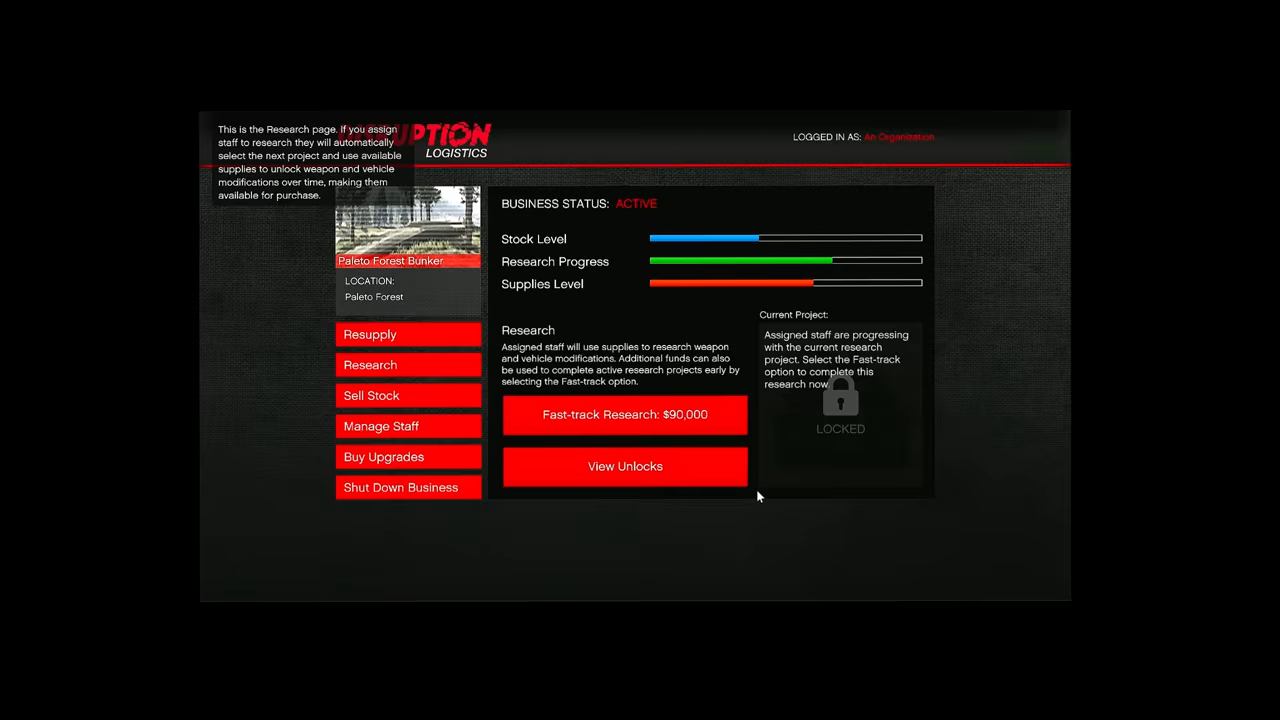 This is the Research page. If you assign
staff to research they will automatically
select the next project and use available
supplies to unlock weapon and vehicle
modifications over time, making them
available for purchase.
PTION
LOGISTICS
LOGGED IN AS: An Organization
Paleto Forest Bunker
LOCATION:
Paleto Forest
Resupply
Research
Sell Stock
Manage Staff
Buy Upgrades
Shut Down Business
BUSINESS STATUS: ACTIVE
Stock Level
Research Progress
Supplies Level
Research
Assigned staff will use supplies to research weapon
and vehicle modifications. Additional funds can also
be used to complete active research projects early by
selecting the Fast-track option.
Fast-track Research: $90,000
View Unlocks
Current Project:
Assigned staff are progressing
with the current research
project. Select the Fast-track
option to complete this
research now.
LOCKED